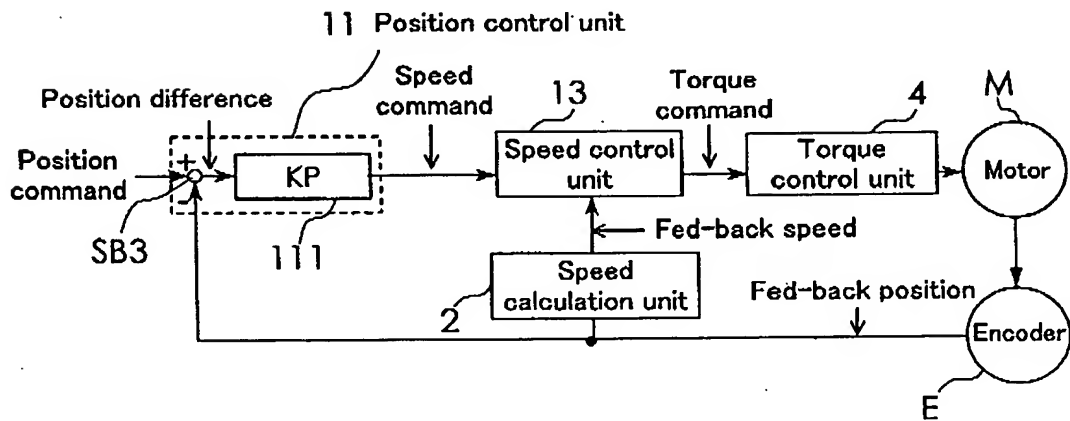 11 Position control unit
Position difference
Speed
command
13
Torque
command
4
M
Position
command
+
−
KP
Speed control
unit
Torque
control unit
Motor
SB3
111
Fed-back speed
Speed
calculation unit
2
Fed-back position
Encoder
E